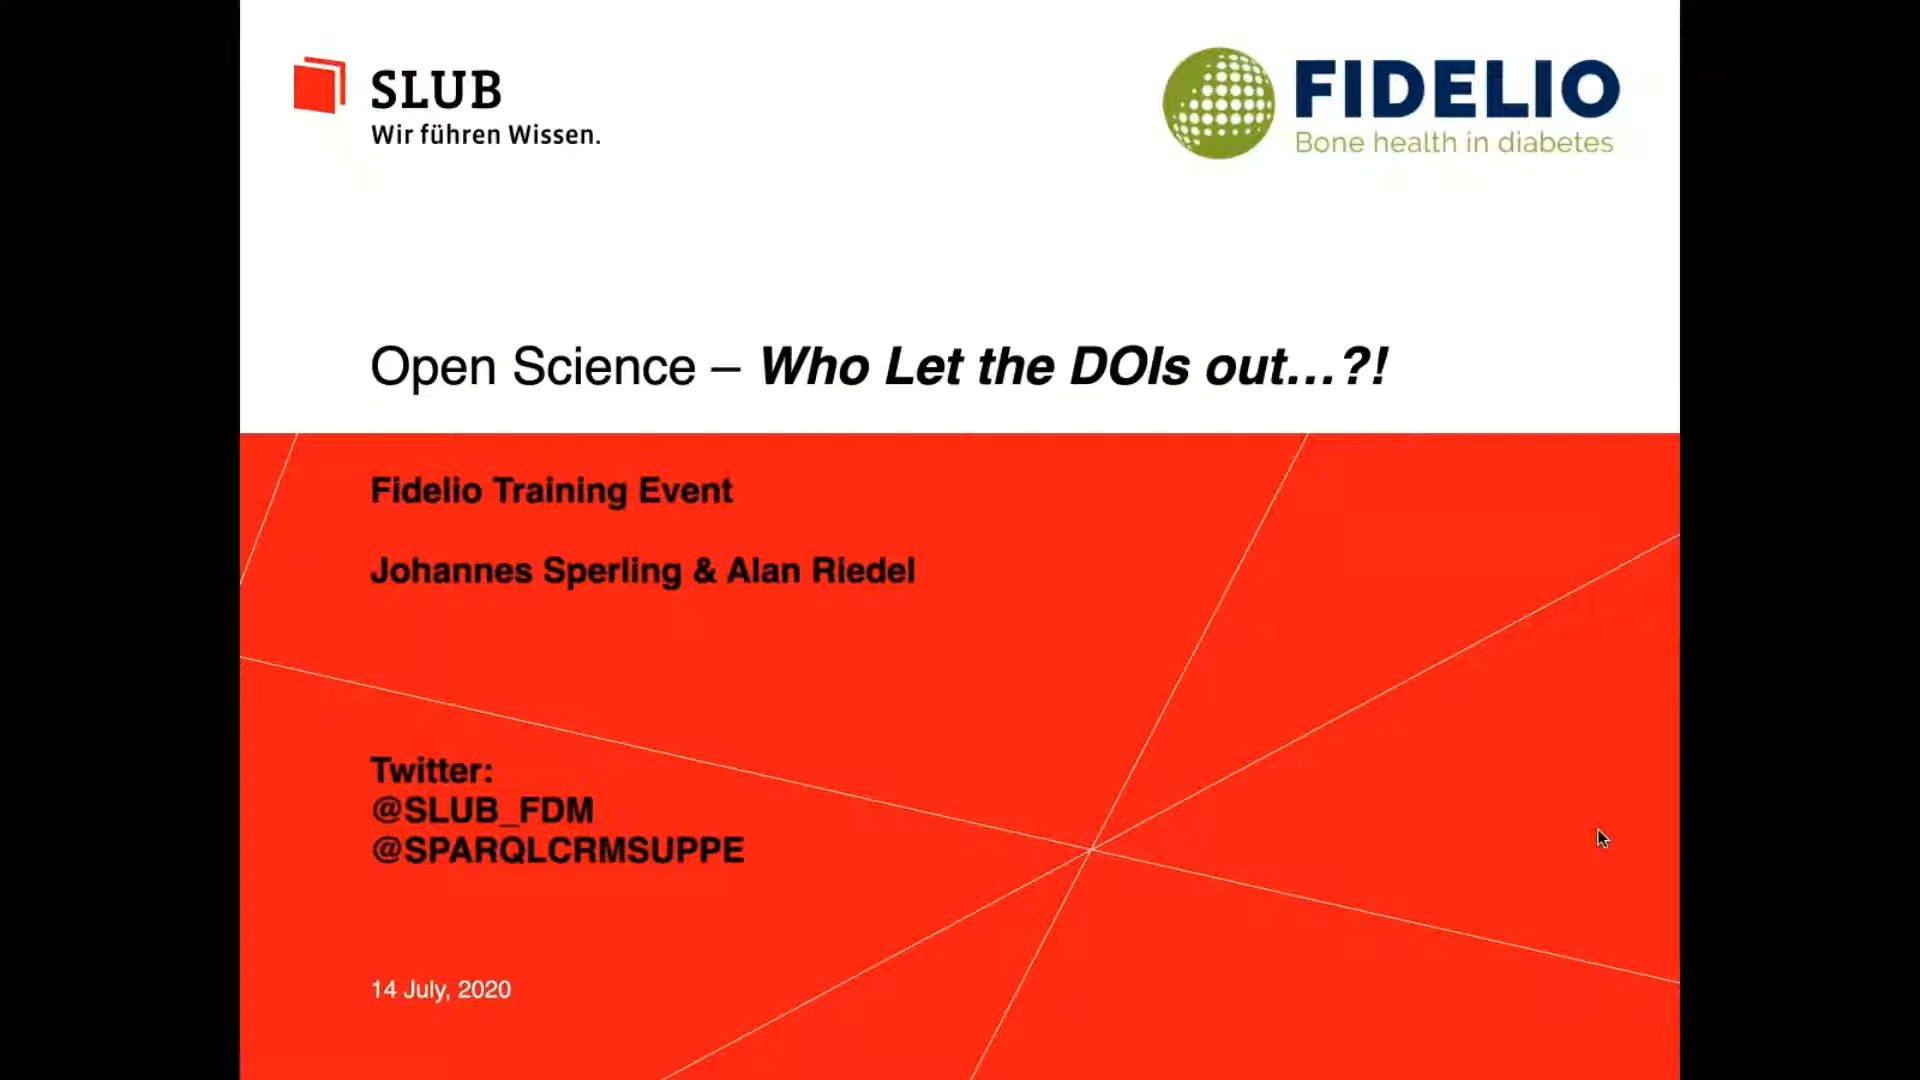 SLUB
Wir führen Wissen.
FIDELIO
Bone health in diabetes
Open Science – Who Let the DOIs out…?!
Fidelio Training Event
Johannes Sperling & Alan Riedel
Twitter:
@SLUB_FDM
@SPARQLCRMSUPPE
14 July, 2020